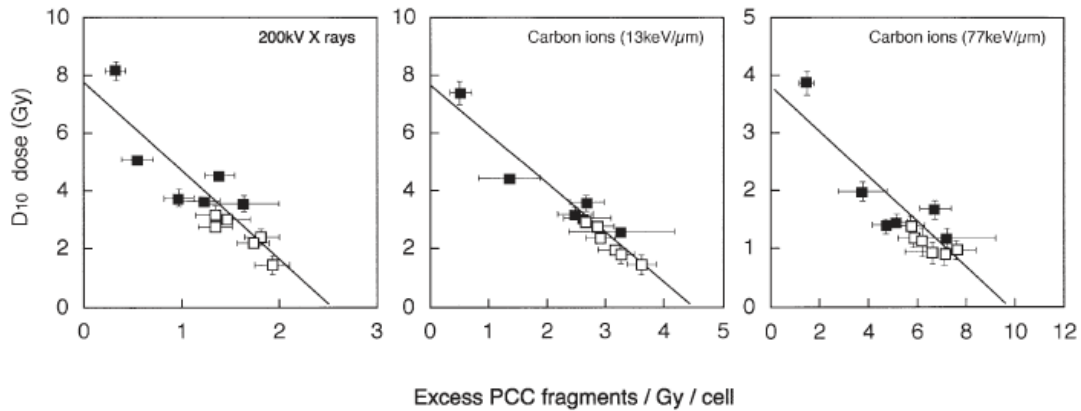 10
8
6
4
2
0
D10 dose (Gy)
200kV X rays
0 1 2 3
10
8
6
4
2
0
Carbon ions (13keV/μm)
0 1 2 3 4 5
5
4
3
2
1
0
Carbon ions (77keV/μm)
0 2 4 6 8 10 12
Excess PCC fragments / Gy / cell